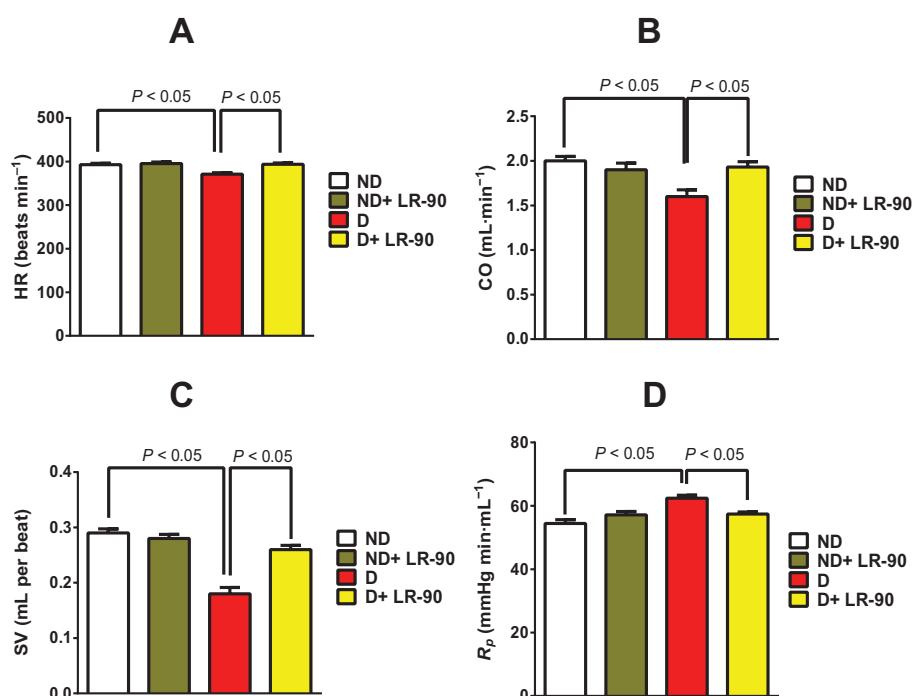 A
P < 0.05
P < 0.05
HR (beats min⁻¹)
500
400
300
200
100
0
ND
ND+ LR-90
D
D+ LR-90
B
P < 0.05
P < 0.05
CO (mL·min⁻¹)
2.5
2.0
1.5
1.0
0.5
0.0
ND
ND+ LR-90
D
D+ LR-90
C
P < 0.05
P < 0.05
SV (mL per beat)
0.4
0.3
0.2
0.1
0.0
ND
ND+ LR-90
D
D+ LR-90
D
P < 0.05
P < 0.05
Rp (mmHg min·mL⁻¹)
80
60
40
20
0
ND
ND+ LR-90
D
D+ LR-90